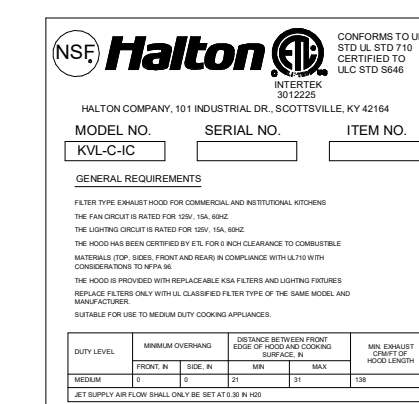 NSF
Halton
ETL
INTERTEK
3012225
CONFORMS TO U
STD UL STD 710
CERTIFIED TO
ULC STD S646
HALTON COMPANY, 101 INDUSTRIAL DR., SCOTTSVILLE, KY 42164
MODEL NO. SERIAL NO. ITEM NO.
KVL-C-IC
GENERAL REQUIREMENTS
FILTER TYPE EXHAUST HOOD FOR COMMERCIAL AND INSTITUTIONAL KITCHENS
THE FAN CIRCUIT IS RATED FOR 125V, 15A, 60HZ.
THE LIGHTING CIRCUIT IS RATED FOR 125V, 15A, 60HZ.
THE HOOD HAS BEEN CERTIFIED BY ETL FOR 0 INCH CLEARANCE TO COMBUSTIBLE
MATERIALS (TOP, SIDES, FRONT AND REAR) IN COMPLIANCE WITH UL710 WITH
CONSIDERATIONS TO NFPA 96.
THE HOOD IS PROVIDED WITH REPLACEABLE KSA FILTERS AND LIGHTING FIXTURES
REPLACE FILTERS ONLY WITH UL CLASSIFIED FILTER TYPE OF THE SAME MODEL AND
MANUFACTURER.
SUITABLE FOR USE TO MEDIUM DUTY COOKING APPLIANCES.
DUTY LEVEL
MINIMUM OVERHANG
FRONT, IN SIDE, IN
DISTANCE BETWEEN FRONT
EDGE OF HOOD AND COOKING
SURFACE, IN
MIN MAX
MIN. EXHAUST
CFM/FT OF
HOOD LENGTH
MEDIUM 0 0 21 31 138
JET SUPPLY AIR FLOW SHALL ONLY BE SET AT 0.30 IN H20